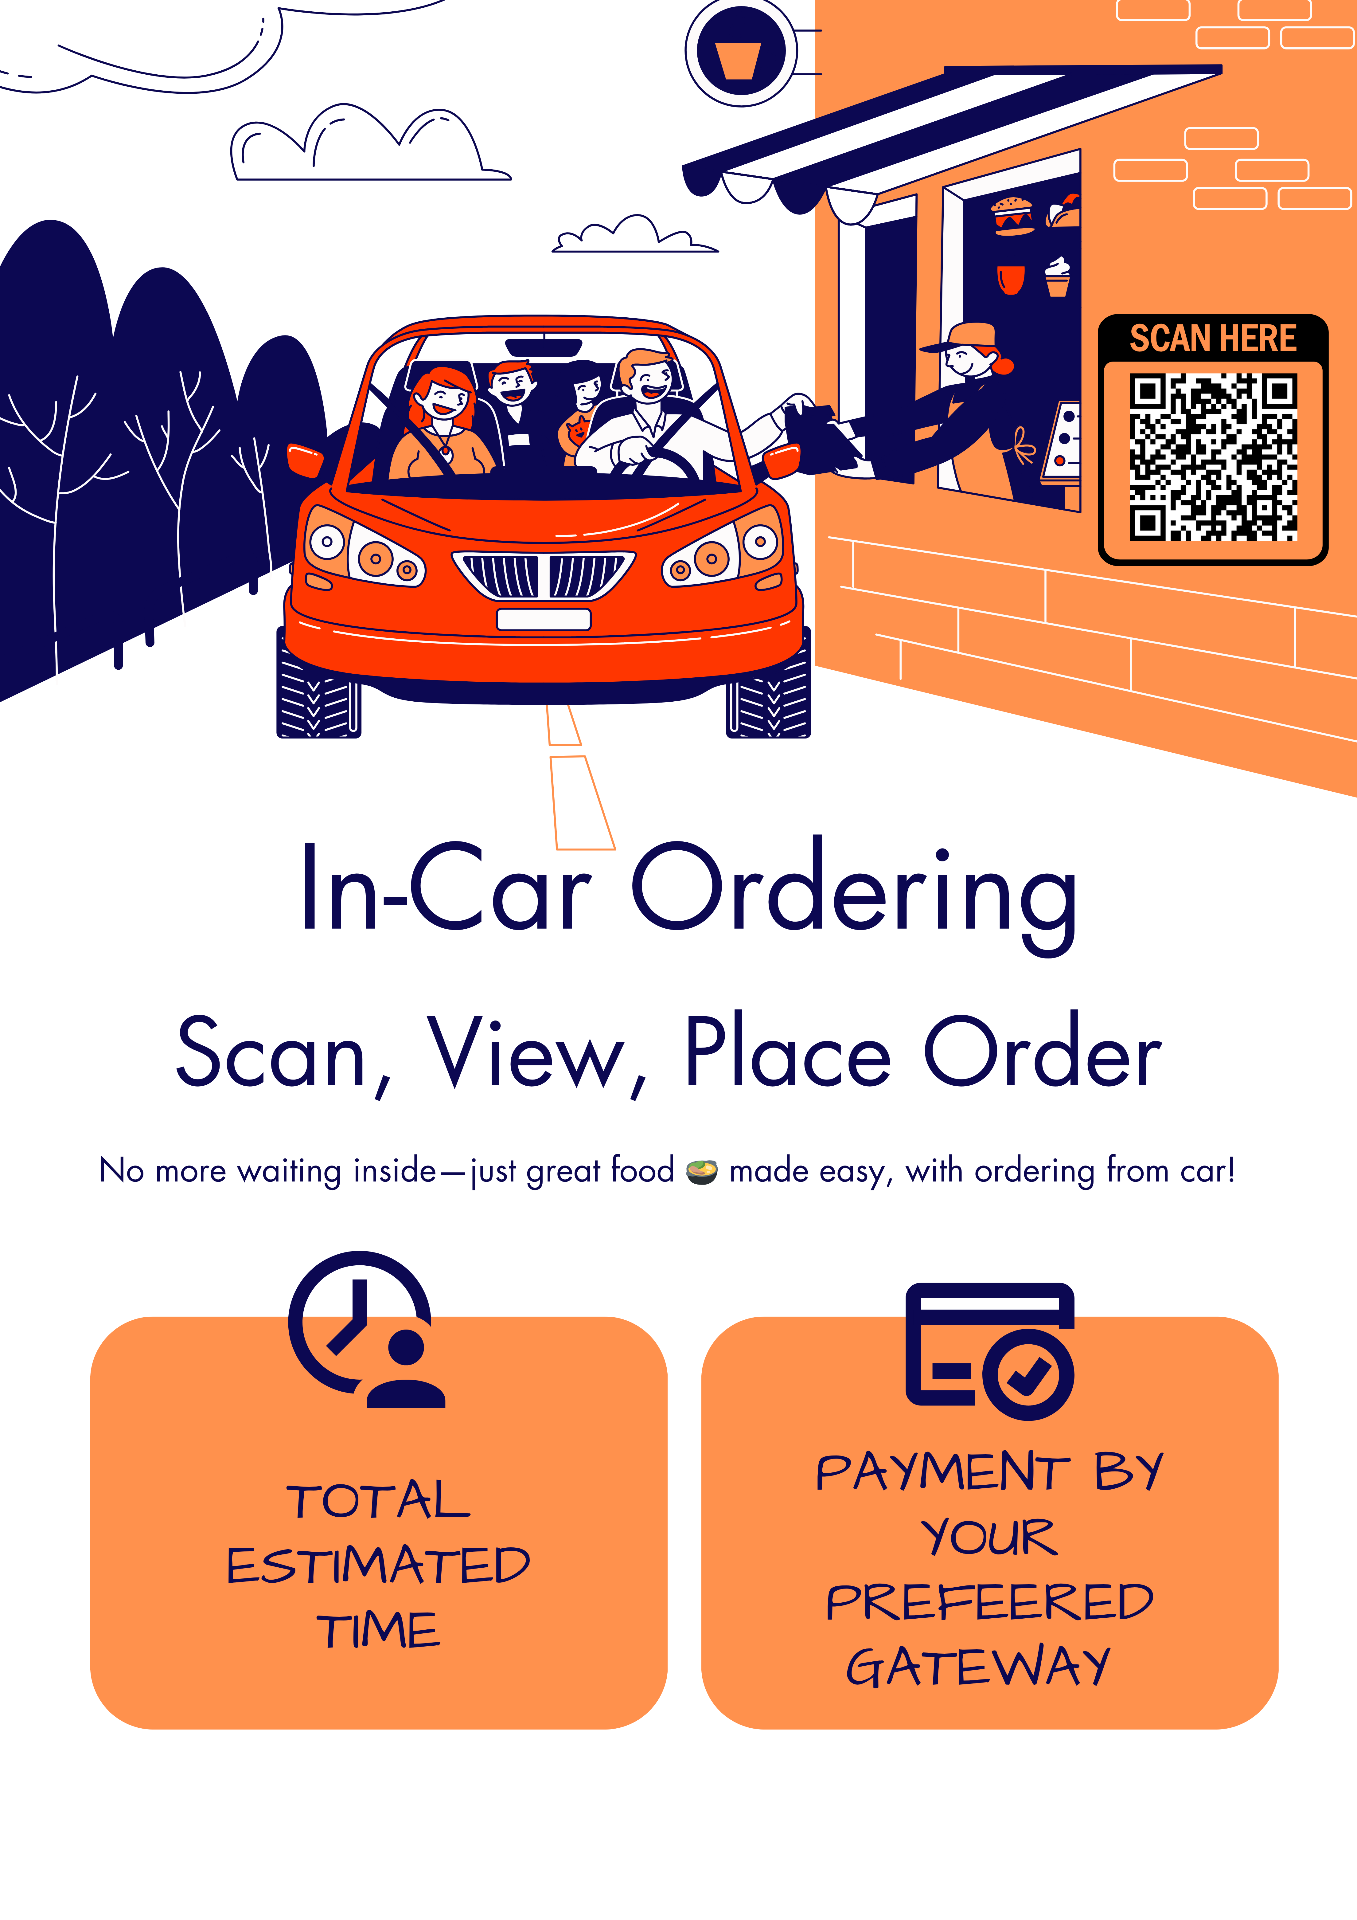 SCAN HERE
In-Car Ordering
Scan, View, Place Order
No more waiting inside—just great food 🍲 made easy, with ordering from car!
TOTAL
ESTIMATED
TIME
PAYMENT BY
YOUR
PREFEERED
GATEWAY